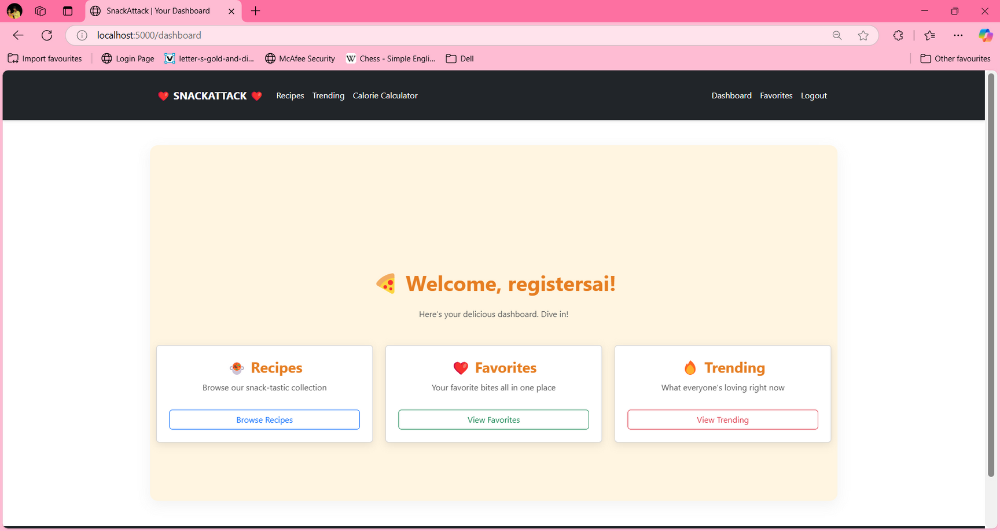 SnackAttack | Your Dashboard
localhost:5000/dashboard
Import favourites
Login Page
letter-s-gold-and-di...
McAfee Security
W Chess - Simple Engli...
Dell
Other favourites
SNACKATTACK
Recipes
Trending
Calorie Calculator
Dashboard
Favorites
Logout
Welcome, registersai!
Here's your delicious dashboard. Dive in!
Recipes
Browse our snack-tastic collection
Browse Recipes
Favorites
Your favorite bites all in one place
View Favorites
Trending
What everyone's loving right now
View Trending